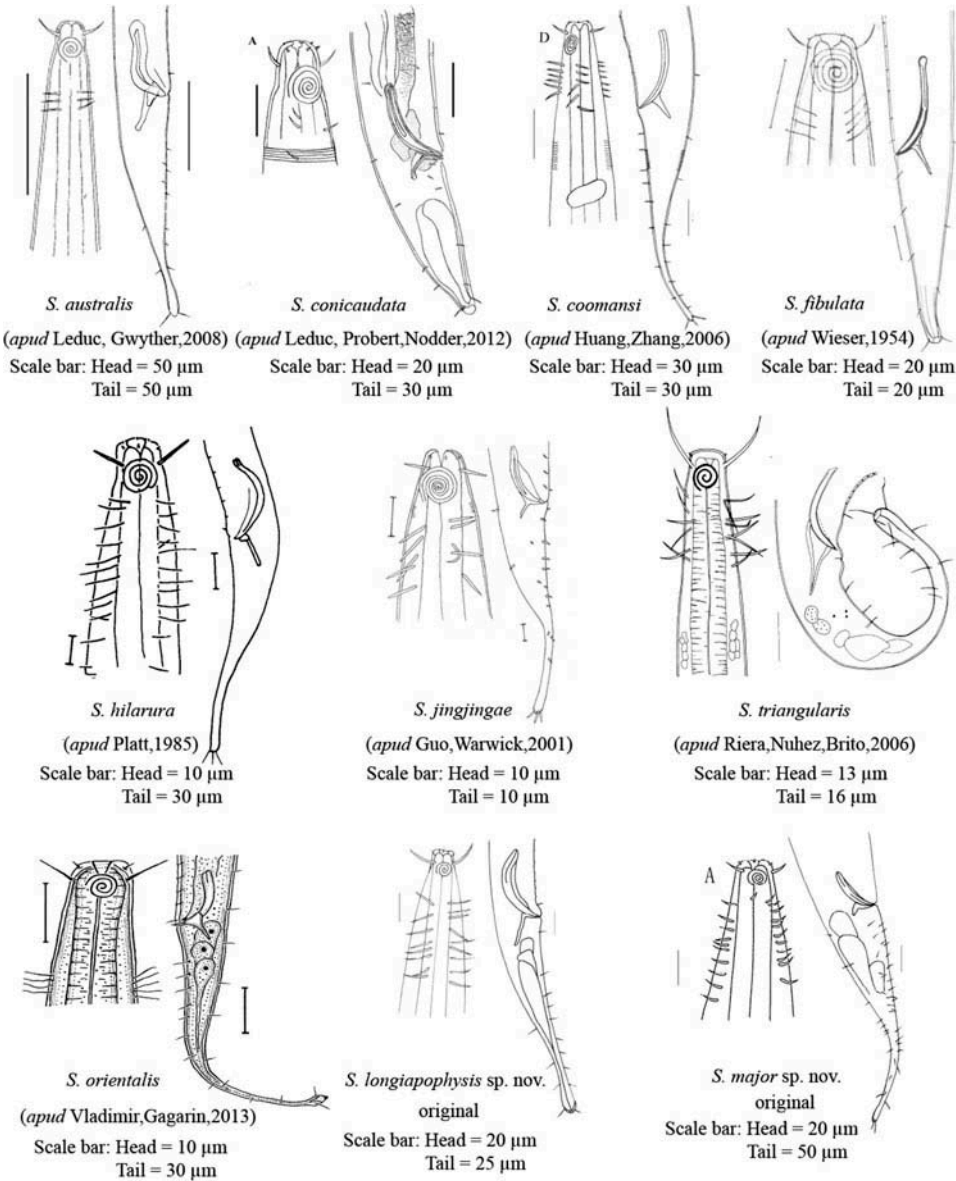 A
D
S. australis
(apud Leduc, Gwyther,2008)
Scale bar: Head = 50 µm
Tail = 50 µm
S. conicaudata
(apud Leduc, Probert,Nodder,2012)
Scale bar: Head = 20 µm
Tail = 30 µm
S. coomansi
(apud Huang,Zhang,2006)
Scale bar: Head = 30 µm
Tail = 30 µm
S. fibulata
(apud Wieser,1954)
Scale bar: Head = 20 µm
Tail = 20 µm
S. hilarura
(apud Platt,1985)
Scale bar: Head = 10 µm
Tail = 30 µm
S. jingjingae
(apud Guo,Warwick,2001)
Scale bar: Head = 10 µm
Tail = 10 µm
S. triangularis
(apud Riera,Nuhez,Brito,2006)
Scale bar: Head = 13 µm
Tail = 16 µm
S. orientalis
(apud Vladimir,Gagarin,2013)
Scale bar: Head = 10 µm
Tail = 30 µm
S. longiapophysis sp. nov.
original
Scale bar: Head = 20 µm
Tail = 25 µm
A
S. major sp. nov.
original
Scale bar: Head = 20 µm
Tail = 50 µm